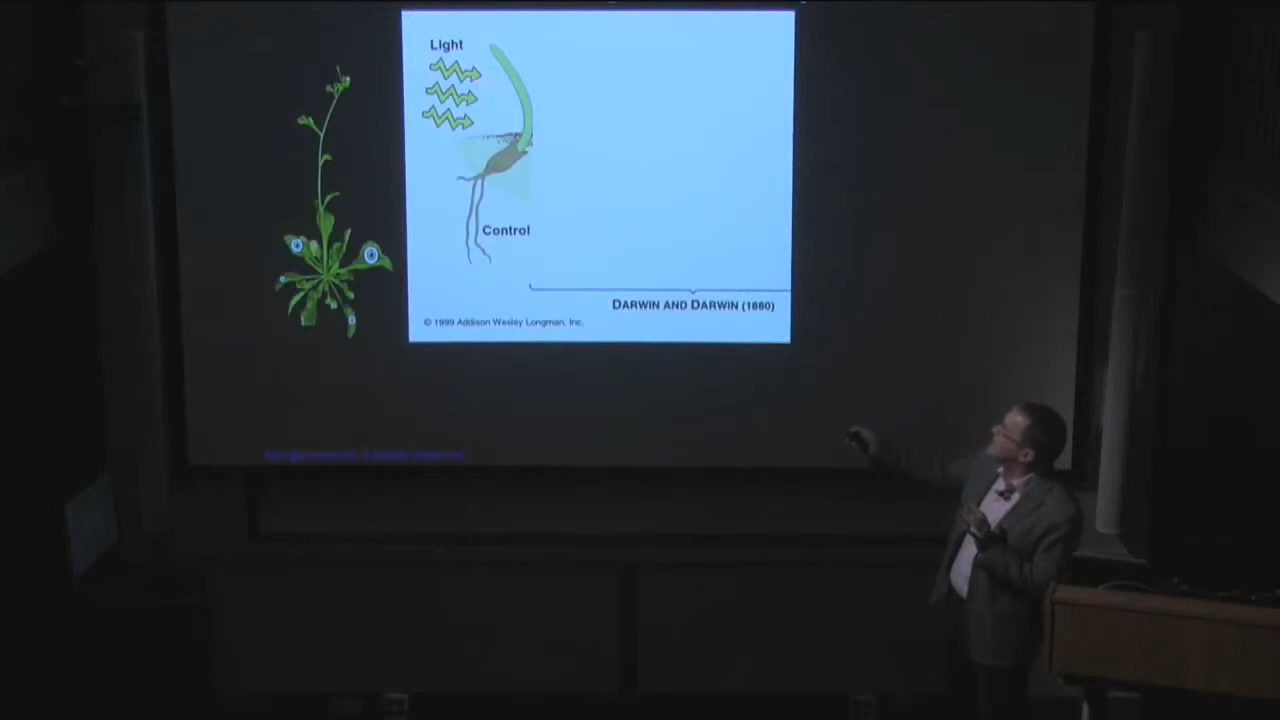 Light
Control
DARWIN AND DARWIN (1880)
© 1999 Addison Wesley Longman, Inc.